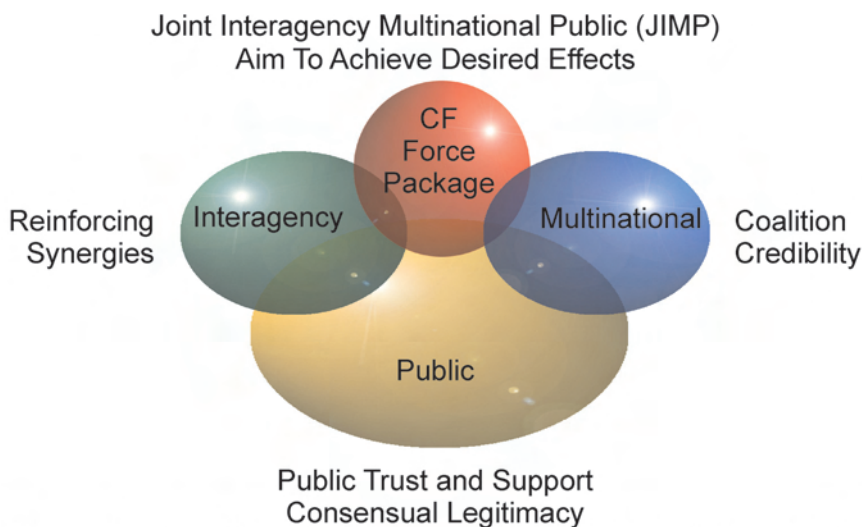 Joint Interagency Multinational Public (JIMP)
Aim To Achieve Desired Effects
CF
Force
Package
Interagency
Multinational
Reinforcing
Synergies
Coalition
Credibility
Public
Public Trust and Support
Consensual Legitimacy